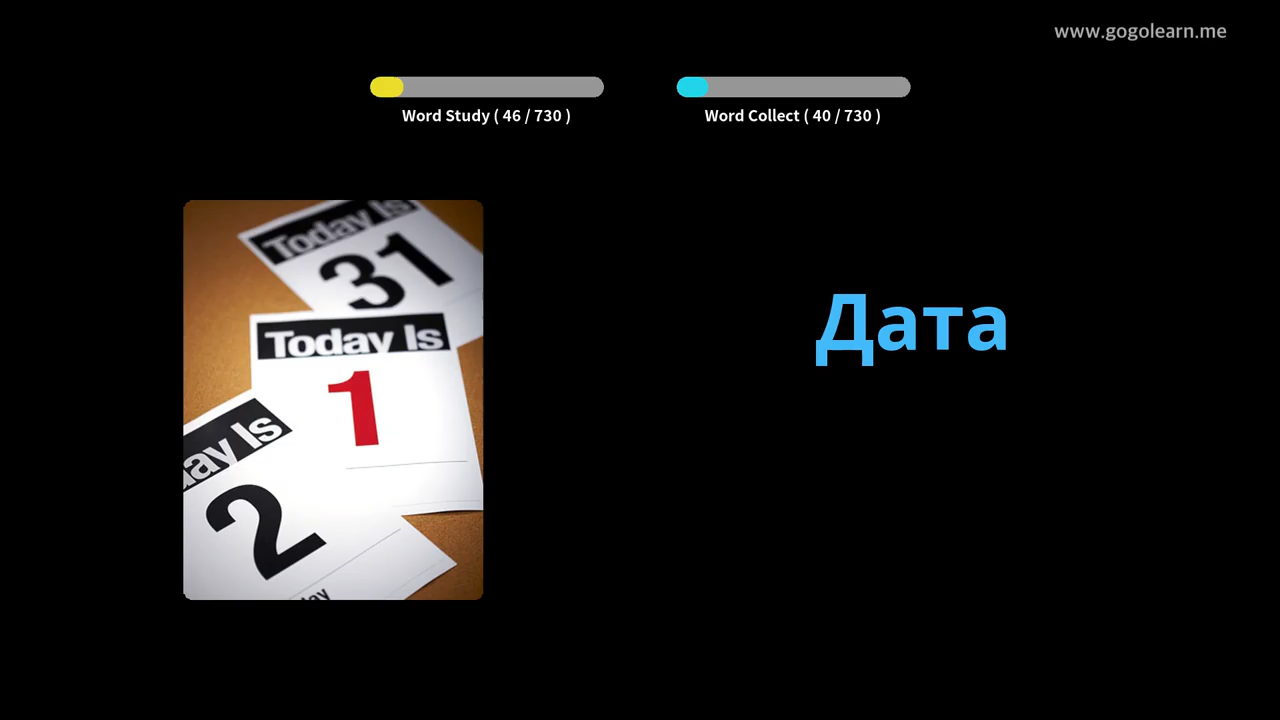 www.gogolearn.me
Word Study ( 46 / 730 )
Word Collect ( 40 / 730 )
Today Is
31
Today Is
1
ay Is
2
Дата